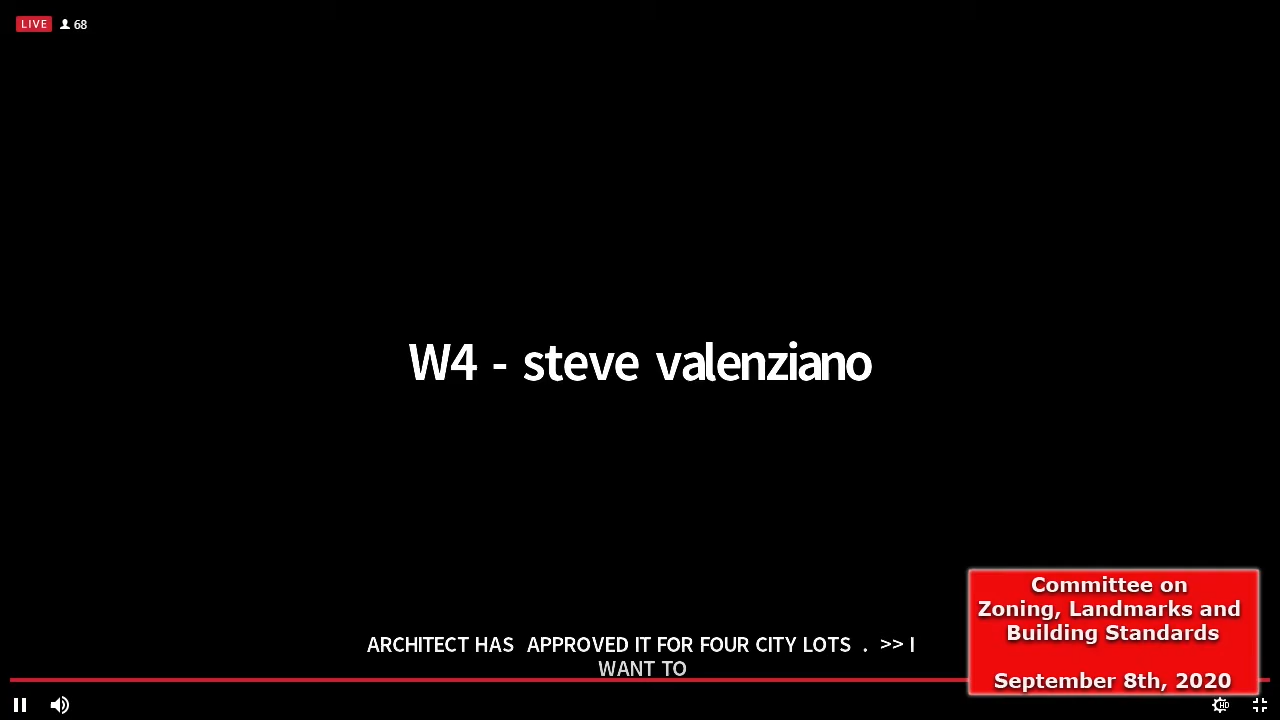 LIVE 68
W4 - steve valenziano
ARCHITECT HAS APPROVED IT FOR FOUR CITY LOTS . >> I
WANT TO
Committee on
Zoning, Landmarks and
Building Standards
September 8th, 2020
HD